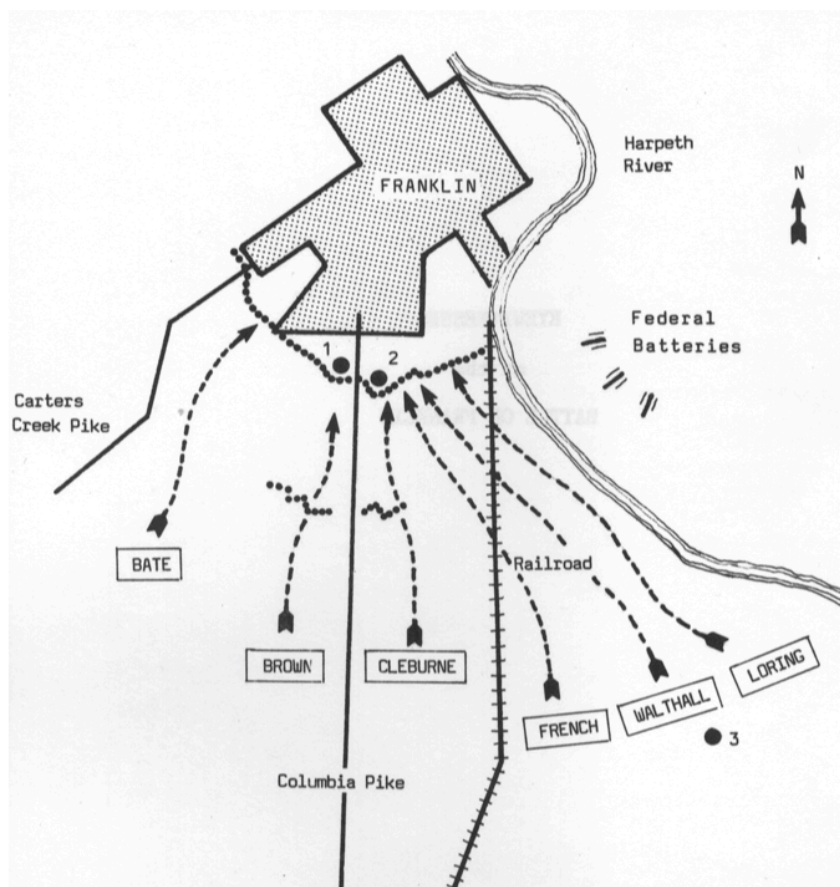 Harpeth
River
N
FRANKLIN
Federal
Batteries
1
2
Carters
Creek Pike
BATE
Railroad
BROWN
CLEBURNE
FRENCH
WALTHALL
LORING
3
Columbia Pike